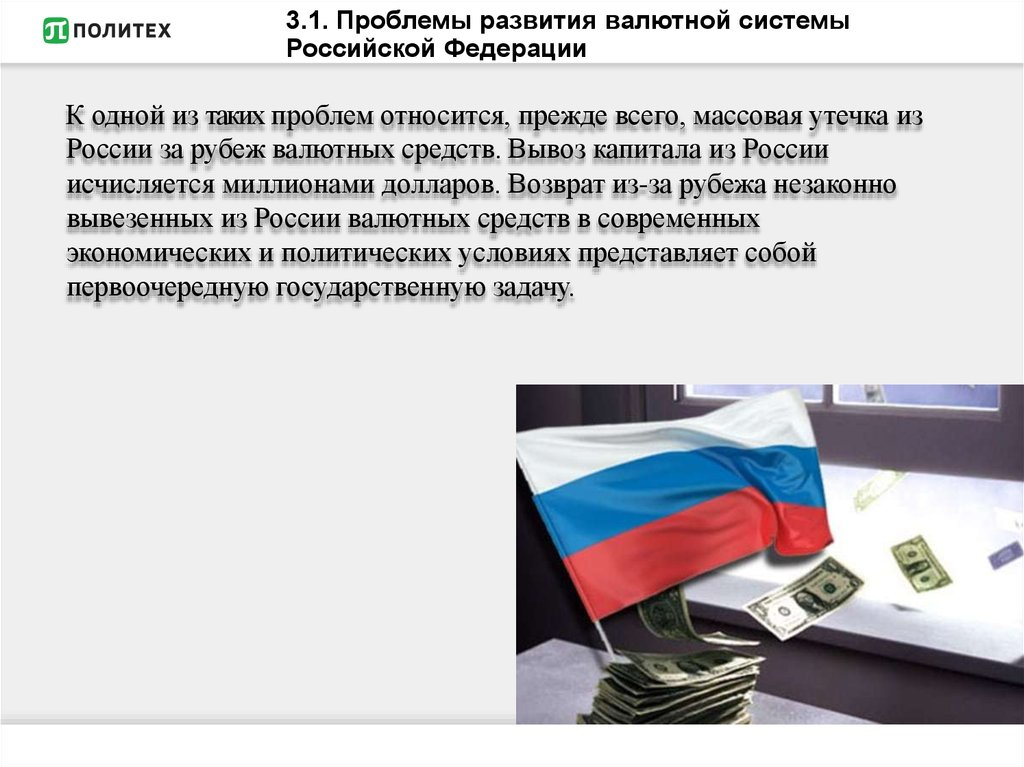 ПОЛИТЕХ
3.1. Проблемы развития валютной системы
Российской Федерации
К одной из таких проблем относится, прежде всего, массовая утечка из
России за рубеж валютных средств. Вывоз капитала из России
исчисляется миллионами долларов. Возврат из-за рубежа незаконно
вывезенных из России валютных средств в современных
экономических и политических условиях представляет собой
первоочередную государственную задачу.